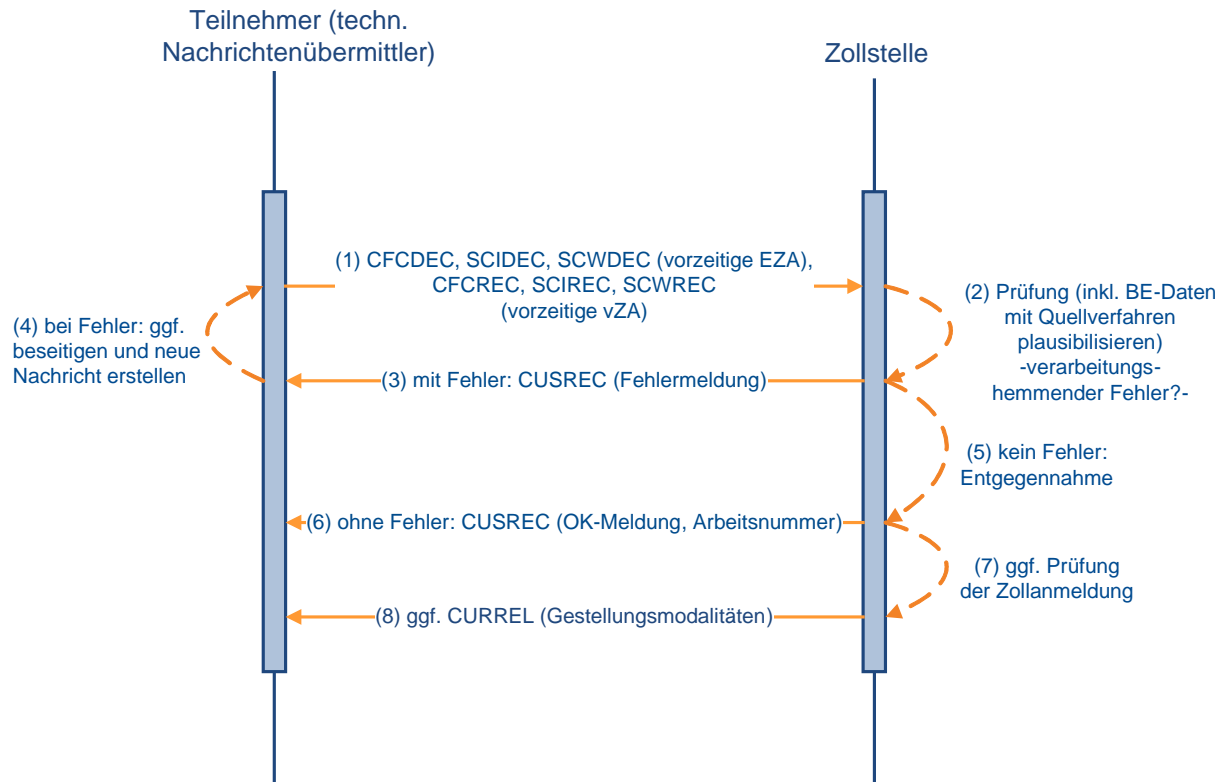 Teilnehmer (techn.
Nachrichtenübermittler)
Zollstelle
(1) CFCDEC, SCIDEC, SCWDEC (vorzeitige EZA),
CFCREC, SCIREC, SCWREC
(vorzeitige vZA)
(2) Prüfung (inkl. BE-Daten
mit Quellverfahren
plausibilisieren)
-verarbeitungs-
hemmender Fehler?-
(4) bei Fehler: ggf.
beseitigen und neue
Nachricht erstellen
(3) mit Fehler: CUSREC (Fehlermeldung)
(5) kein Fehler:
Entgegennahme
(6) ohne Fehler: CUSREC (OK-Meldung, Arbeitsnummer)
(7) ggf. Prüfung
der Zollanmeldung
(8) ggf. CURREL (Gestellungsmodalitäten)